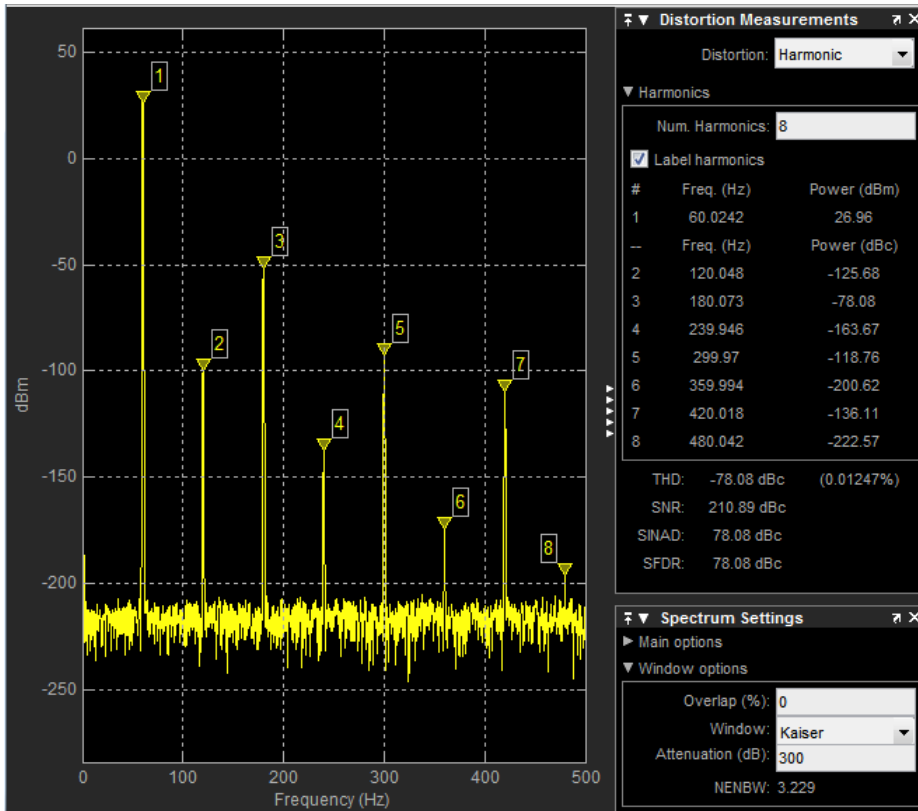 50
0
-50
-100
-150
-200
-250
dBm
1
2
3
4
5
6
7
8
0 100 200 300 400 500
Frequency (Hz)
Distortion Measurements
Distortion: Harmonic
Harmonics
Num. Harmonics: 8
Label harmonics
# Freq. (Hz) Power (dBm)
1 60.0242 26.96
-- Freq. (Hz) Power (dBc)
2 120.048 -125.68
3 180.073 -78.08
4 239.946 -163.67
5 299.97 -118.76
6 359.994 -200.62
7 420.018 -136.11
8 480.042 -222.57
THD: -78.08 dBc (0.01247%)
SNR: 210.89 dBc
SINAD: 78.08 dBc
SFDR: 78.08 dBc
Spectrum Settings
Main options
Window options
Overlap (%): 0
Window: Kaiser
Attenuation (dB): 300
NENBW: 3.229